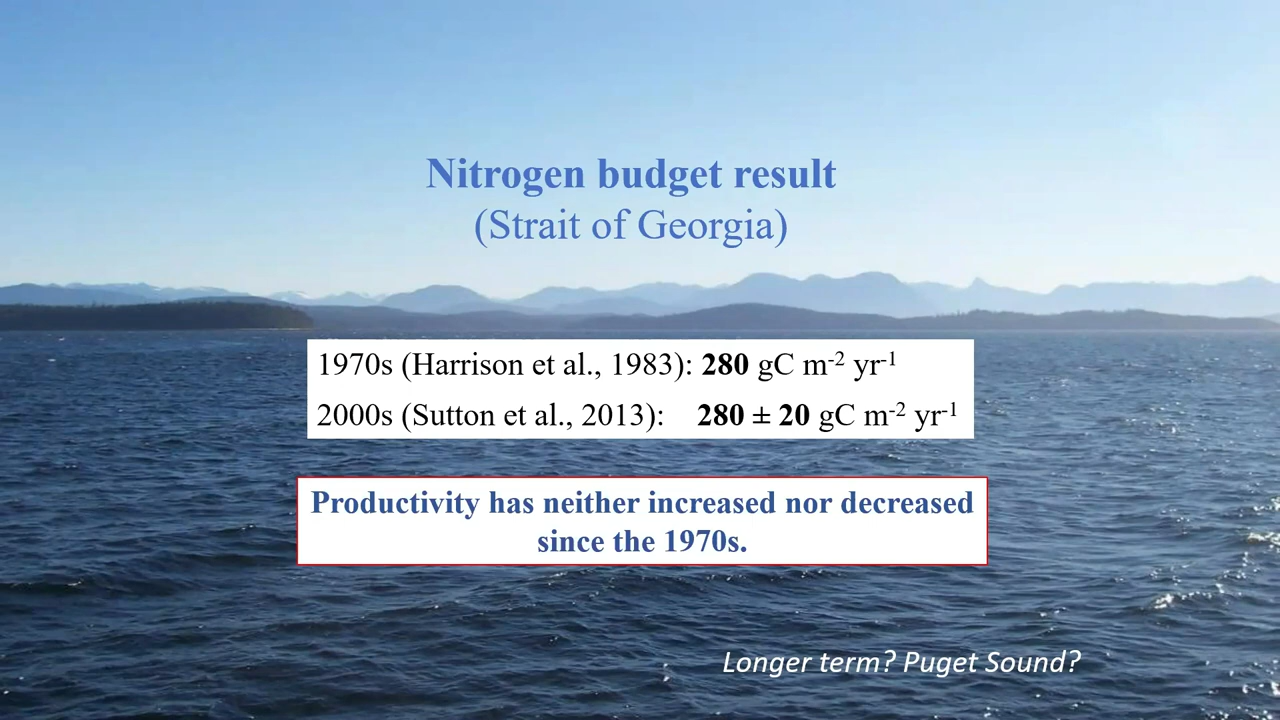 Nitrogen budget result
(Strait of Georgia)
1970s (Harrison et al., 1983): 280 gC m⁻² yr⁻¹
2000s (Sutton et al., 2013): 280 ± 20 gC m⁻² yr⁻¹
Productivity has neither increased nor decreased
since the 1970s.
Longer term? Puget Sound?